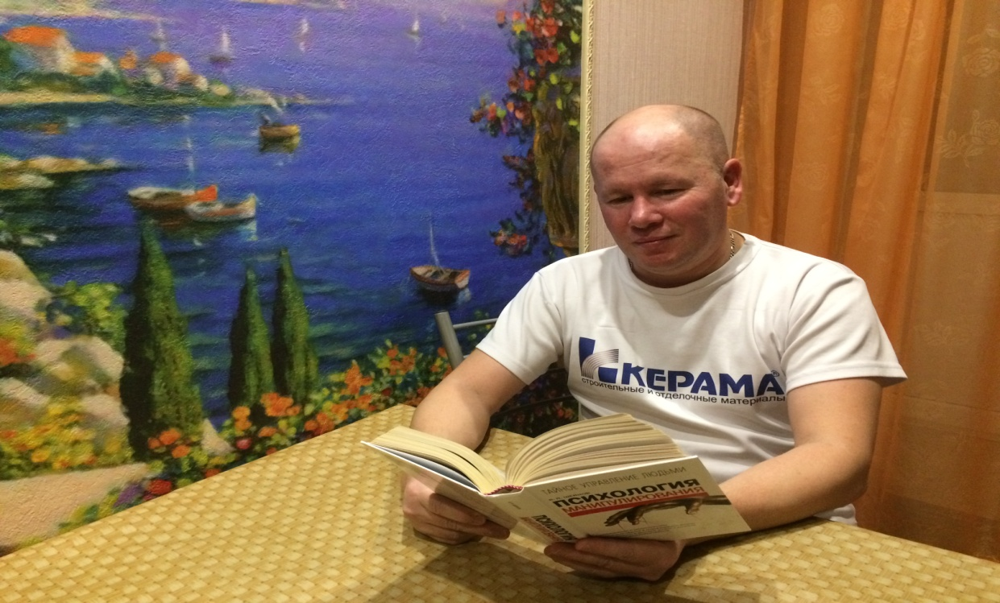 КЕРАМА®
строительные и отделочные материалы
ТАЙНОЕ УПРАВЛЕНИЕ ЛЮДЬМИ
ПСИХОЛОГИЯ
МАНИПУЛИРОВАНИЯ